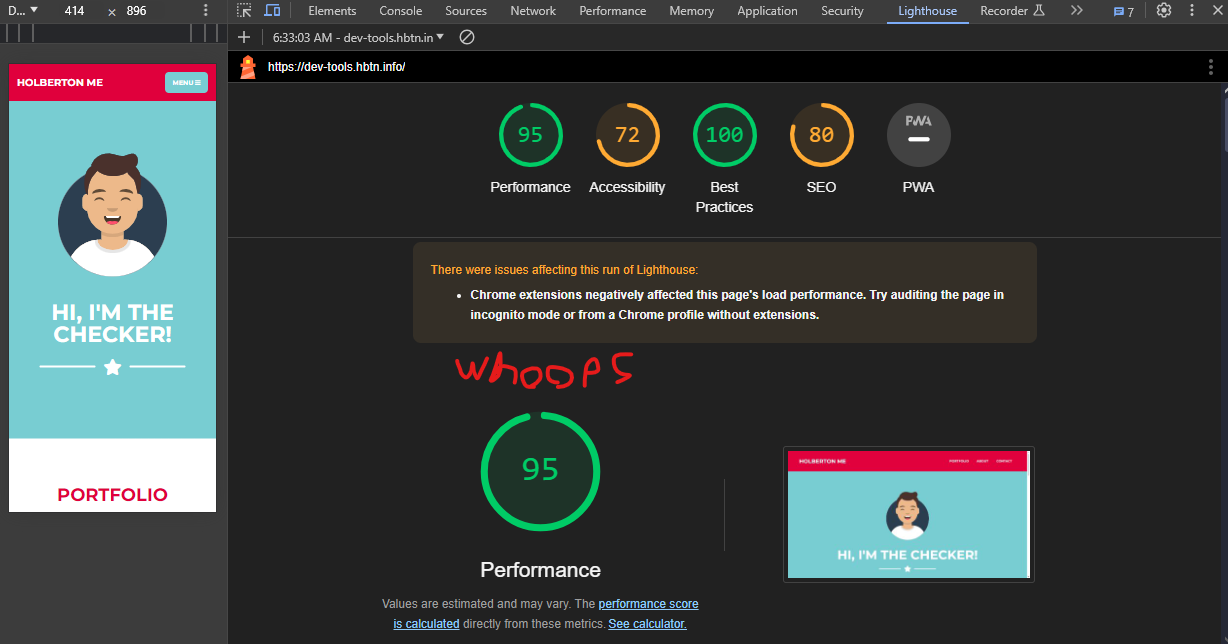 D... 414 × 896
Elements Console Sources Network Performance Memory Application Security Lighthouse Recorder 7
6:33:03 AM - dev-tools.hbtn.in
https://dev-tools.hbtn.info/
HOLBERTON ME MENU
HI, I'M THE
CHECKER!
PORTFOLIO
95 72 100 80 PWA
Performance Accessibility Best SEO PWA
Practices
There were issues affecting this run of Lighthouse:
• Chrome extensions negatively affected this page's load performance. Try auditing the page in
incognito mode or from a Chrome profile without extensions.
WHOOPS
95
Performance
Values are estimated and may vary. The performance score
is calculated directly from these metrics. See calculator.
HOLBERTON ME PORTFOLIO ABOUT CONTACT
HI, I'M THE CHECKER!